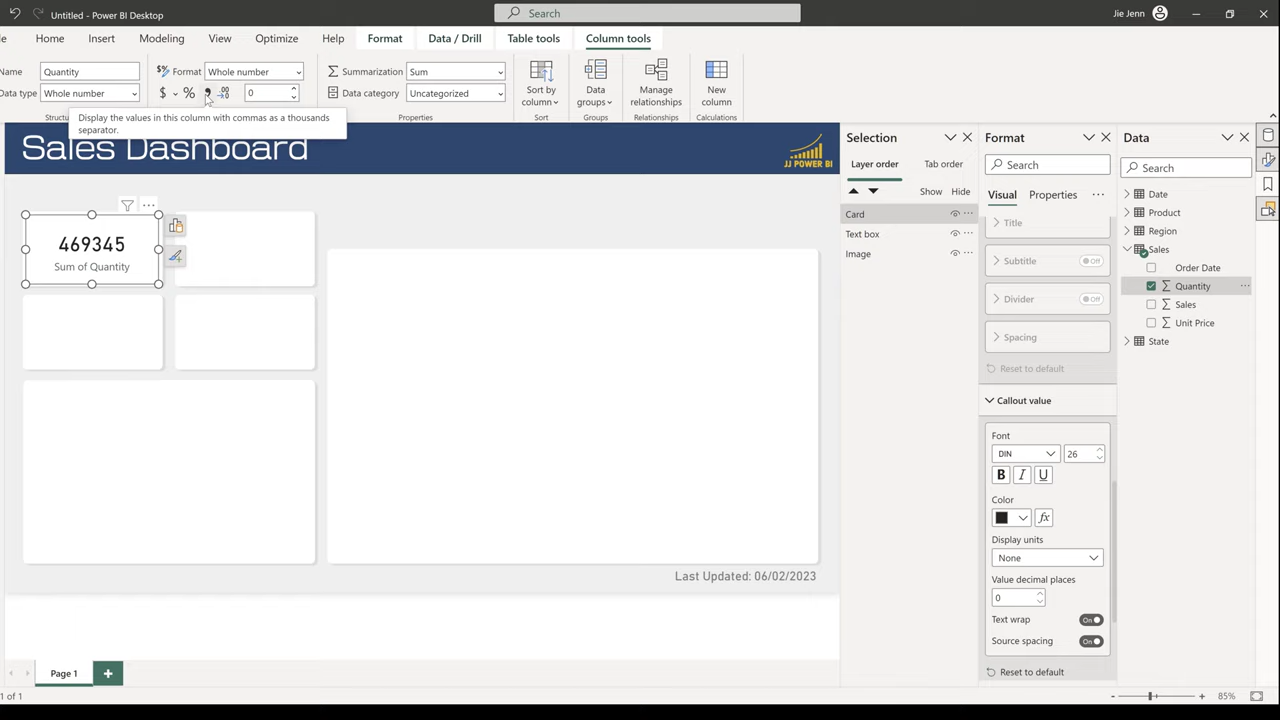 Untitled - Power BI Desktop
Search
Jie Jenn
Home
Insert
Modeling
View
Optimize
Help
Format
Data / Drill
Table tools
Column tools
Name
Quantity
Format
Whole number
Summarization
Sum
Data type
Whole number
$
%
,
.00
0
Data category
Uncategorized
Sort by
column
Data
groups
Manage
relationships
New
column
Properties
Sort
Groups
Relationships
Calculations
Display the values in this column with commas as a thousands
separator.
Sales Dashboard
JJ POWER BI
469345
Sum of Quantity
Last Updated: 06/02/2023
Page 1
1 of 1
Selection
Layer order
Tab order
Show
Hide
Card
Text box
Image
Format
Search
Visual
Properties
Title
Subtitle
Off
Divider
Off
Spacing
Reset to default
Callout value
Font
DIN
26
B
I
U
Color
fx
Display units
None
Value decimal places
0
Text wrap
On
Source spacing
On
Reset to default
Data
Search
Date
Product
Region
Sales
Order Date
Quantity
Sales
Unit Price
State
85%